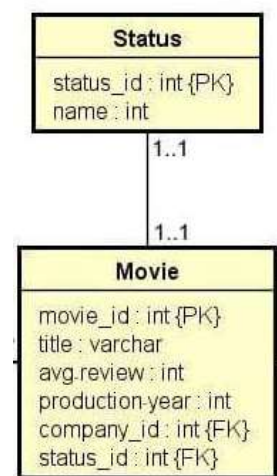 Status
status_id : int {PK}
name : int
1..1
1..1
Movie
movie_id : int {PK}
title : varchar
avg.review : int
production-year : int
company_id : int {FK}
status_id : int {FK}